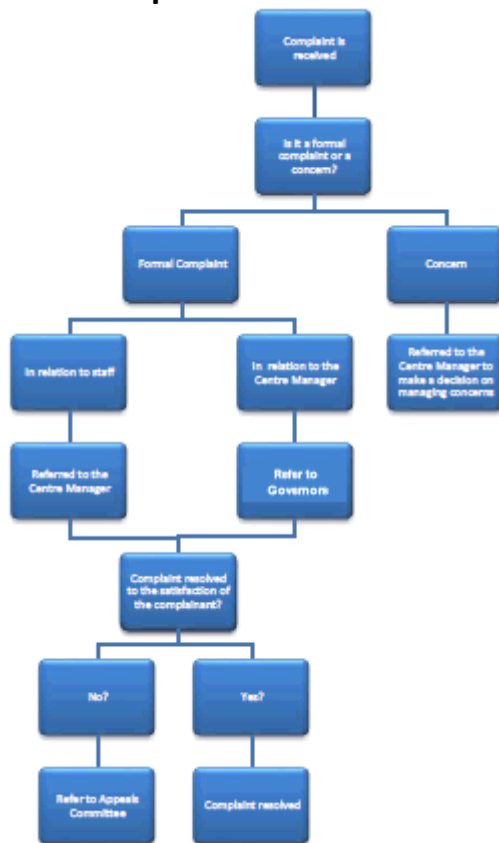 Complaint is
received
Is it a formal
complaint or a
concern?
Formal Complaint
Concern
In relation to staff
In relation to the
Centre Manager
Referred to the
Centre Manager to
make a decision on
managing concerns
Referred to the
Centre Manager
Refer to
Governors
Complaint resolved
to the satisfaction of
the complainant?
No?
Yes?
Refer to Appeals
Committee
Complaint resolved